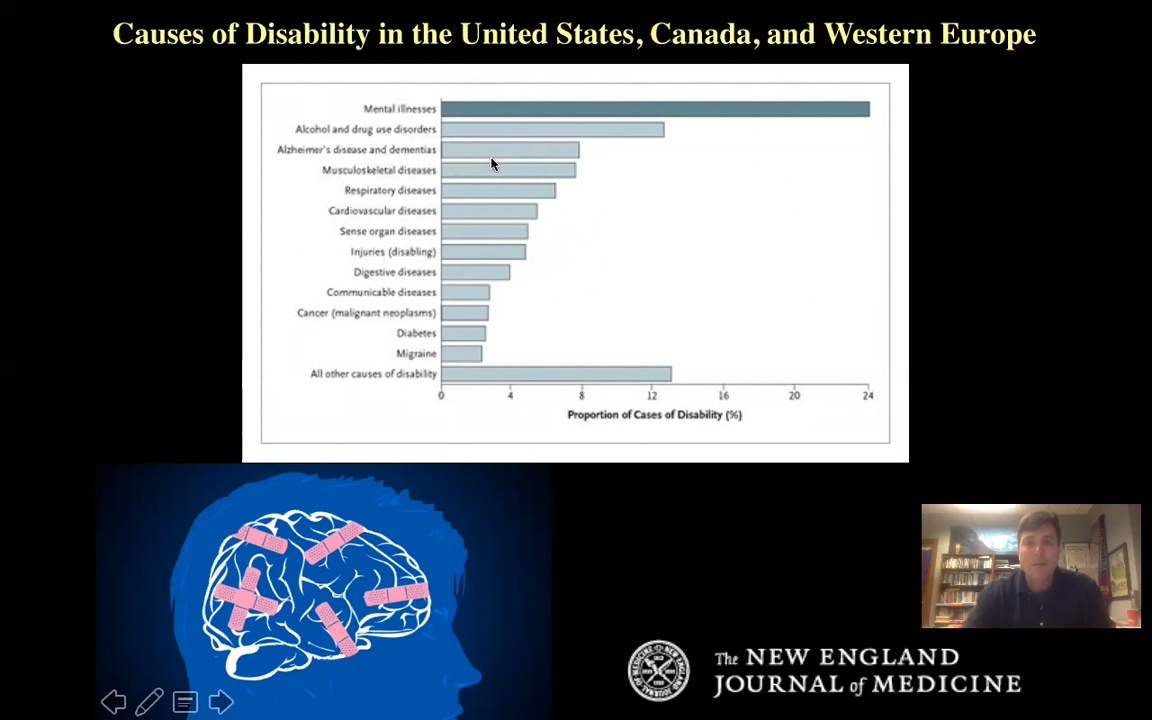 Causes of Disability in the United States, Canada, and Western Europe
Mental illnesses
Alcohol and drug use disorders
Alzheimer's disease and dementias
Musculoskeletal diseases
Respiratory diseases
Cardiovascular diseases
Sense organ diseases
Injuries (disabling)
Digestive diseases
Communicable diseases
Cancer (malignant neoplasms)
Diabetes
Migraine
All other causes of disability
0 4 8 12 16 20 24
Proportion of Cases of Disability (%)
The NEW ENGLAND
JOURNAL of MEDICINE